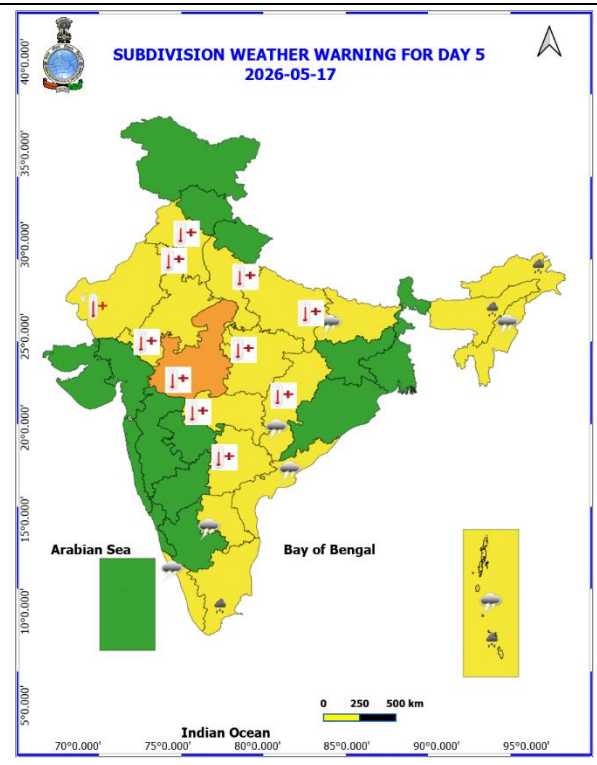 SUBDIVISION WEATHER WARNING FOR DAY 5
2026-05-17
40°0.000'
35°0.000'
30°0.000'
25°0.000'
20°0.000'
15°0.000'
10°0.000'
5°0.000'
Arabian Sea
Bay of Bengal
0 250 500 km
Indian Ocean
70°0.000' 75°0.000' 80°0.000' 85°0.000' 90°0.000' 95°0.000'